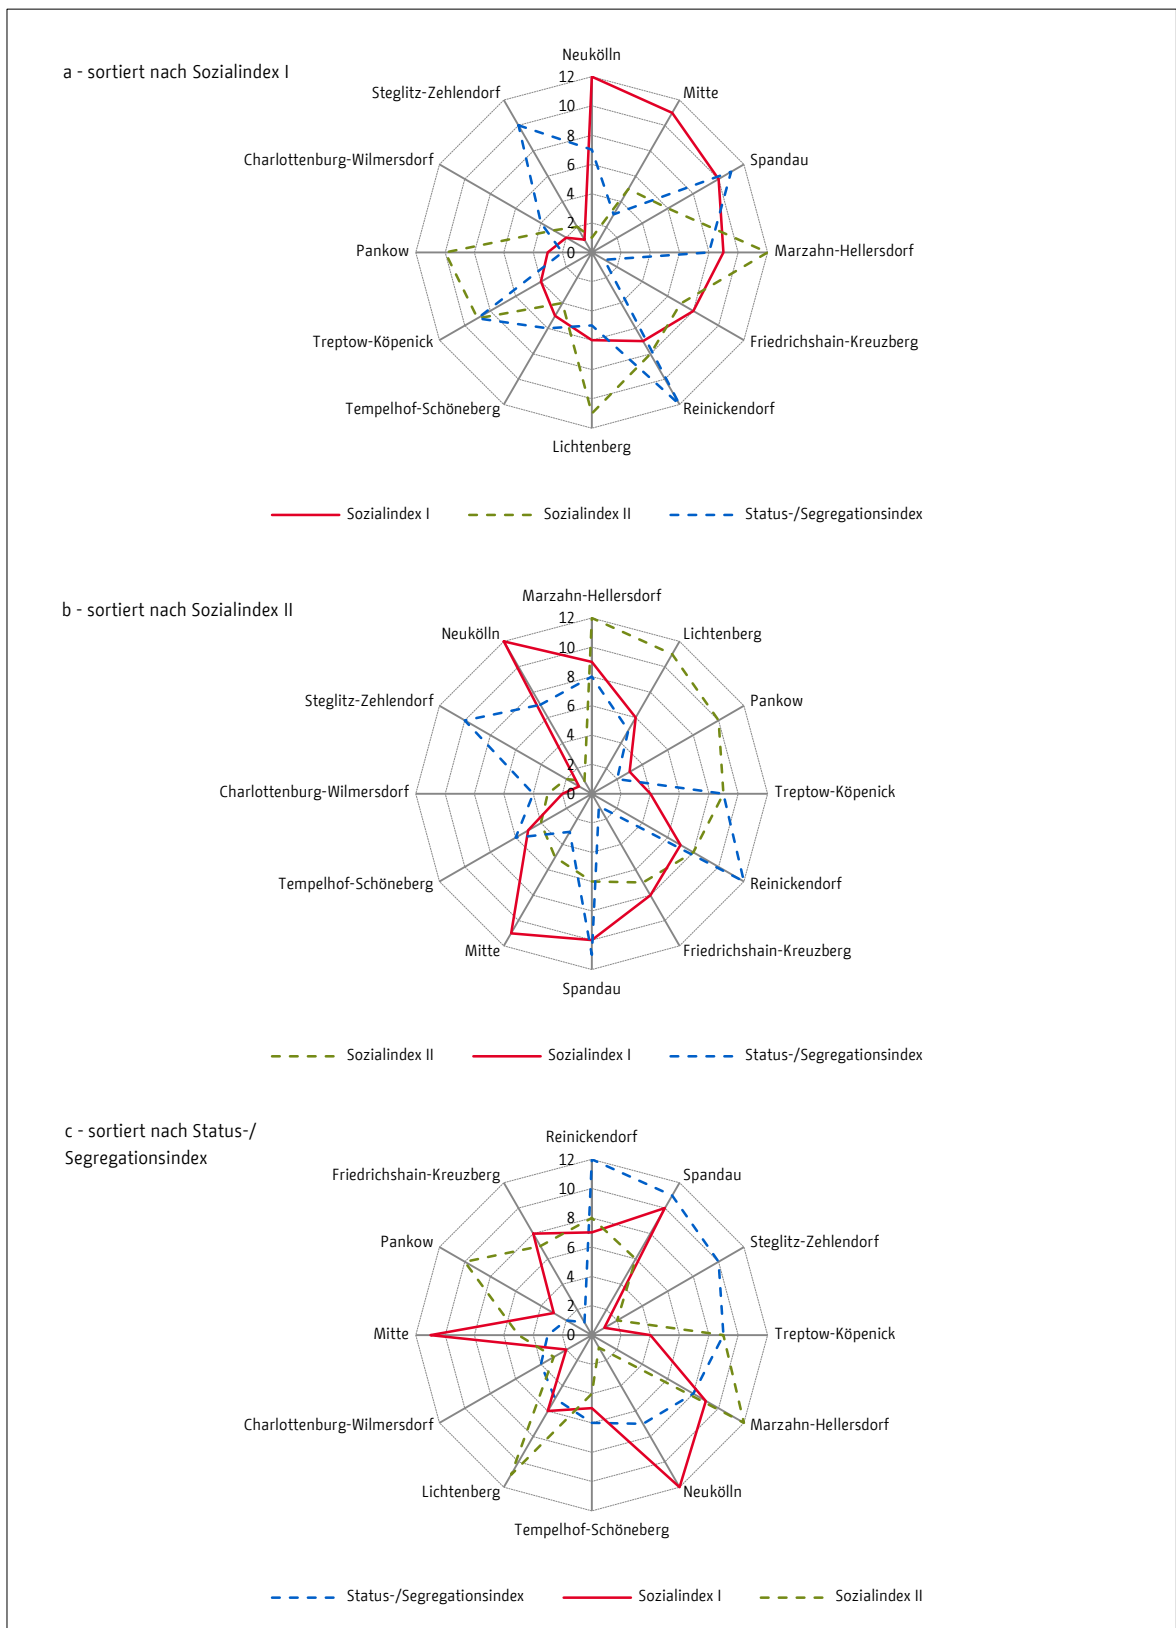 a - sortiert nach Sozialindex I
Neukölln
Mitte
Spandau
Marzahn-Hellersdorf
Friedrichshain-Kreuzberg
Reinickendorf
Lichtenberg
Tempelhof-Schöneberg
Treptow-Köpenick
Pankow
Charlottenburg-Wilmersdorf
Steglitz-Zehlendorf
12
10
8
6
4
2
0
Sozialindex I
Sozialindex II
Status-/Segregationsindex
b - sortiert nach Sozialindex II
Marzahn-Hellersdorf
Lichtenberg
Pankow
Treptow-Köpenick
Reinickendorf
Friedrichshain-Kreuzberg
Spandau
Mitte
Tempelhof-Schöneberg
Charlottenburg-Wilmersdorf
Steglitz-Zehlendorf
Neukölln
12
10
8
6
4
2
0
Sozialindex II
Sozialindex I
Status-/Segregationsindex
c - sortiert nach Status-/
Segregationsindex
Reinickendorf
Spandau
Steglitz-Zehlendorf
Treptow-Köpenick
Marzahn-Hellersdorf
Neukölln
Tempelhof-Schöneberg
Lichtenberg
Charlottenburg-Wilmersdorf
Mitte
Pankow
Friedrichshain-Kreuzberg
12
10
8
6
4
2
0
Status-/Segregationsindex
Sozialindex I
Sozialindex II